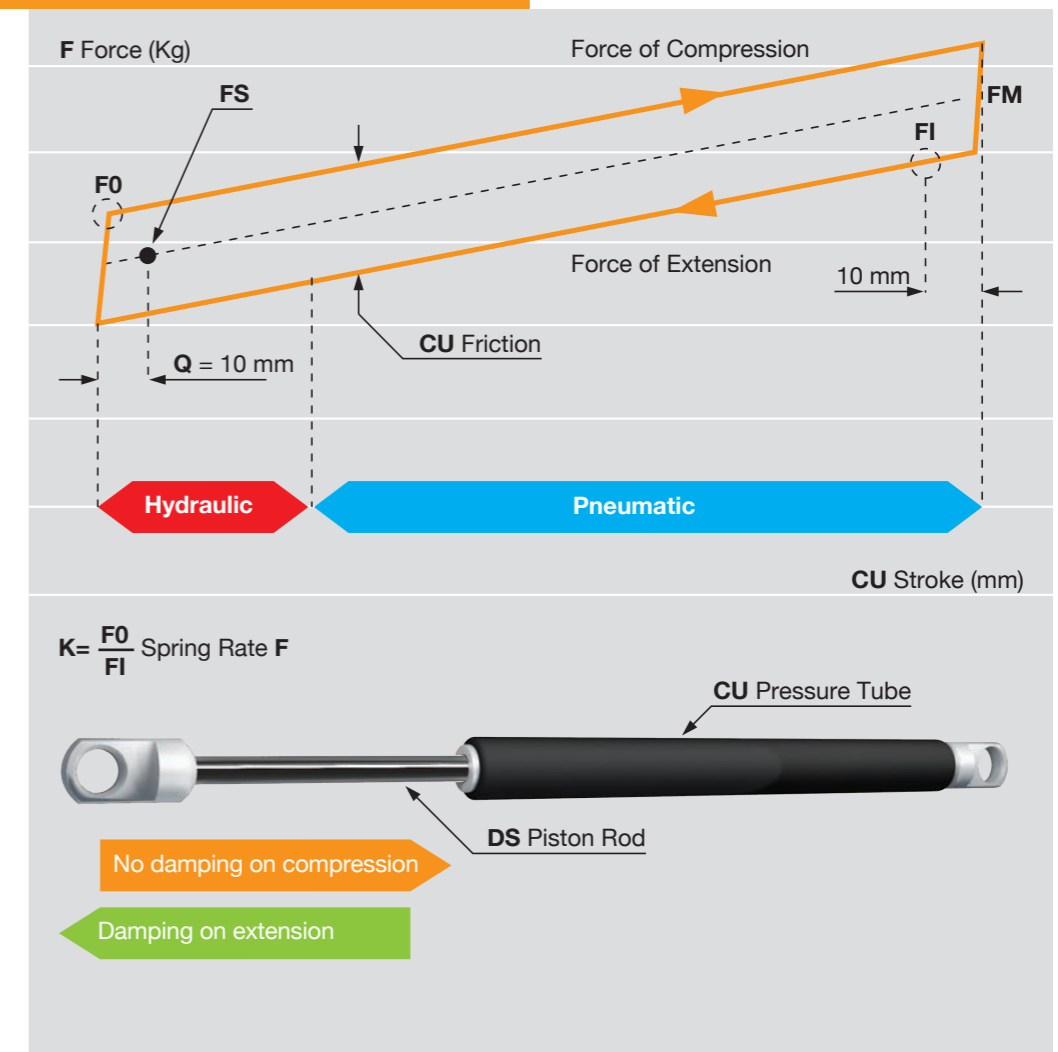 F Force (Kg)
Force of Compression
FS
FM
FI
F0
Force of Extension
10 mm
CU Friction
Q = 10 mm
Hydraulic
Pneumatic
CU Stroke (mm)
K= F0
FI
Spring Rate F
CU Pressure Tube
DS Piston Rod
No damping on compression
Damping on extension